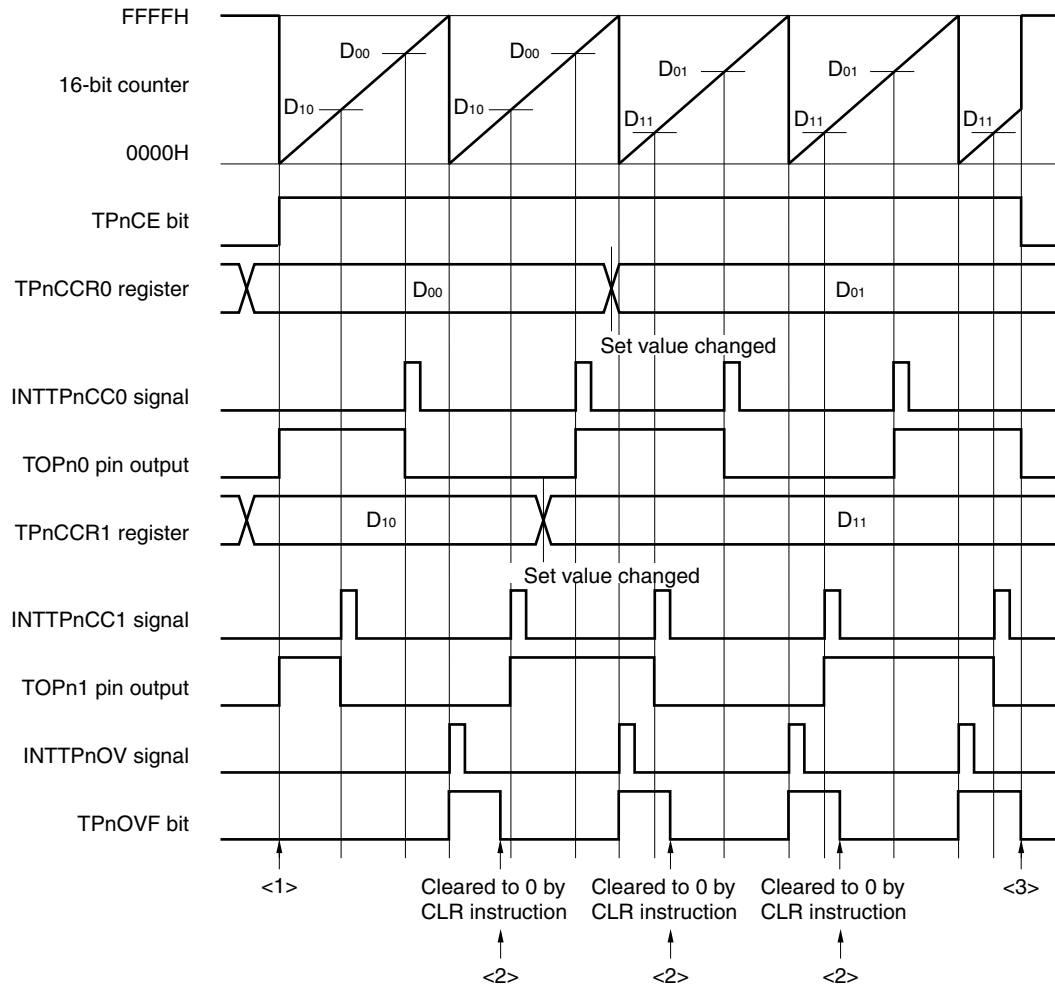 FFFFH
D00 D00
D01 D01
16-bit counter
D10 D10
D11 D11 D11
0000H
TPnCE bit
TPnCCR0 register
D00 D01
Set value changed
INTTPnCC0 signal
TOPn0 pin output
TPnCCR1 register
D10 D11
Set value changed
INTTPnCC1 signal
TOPn1 pin output
INTTPnOV signal
TPnOVF bit
<1>
Cleared to 0 by
CLR instruction
<2>
Cleared to 0 by
CLR instruction
<2>
Cleared to 0 by
CLR instruction
<2>
<3>